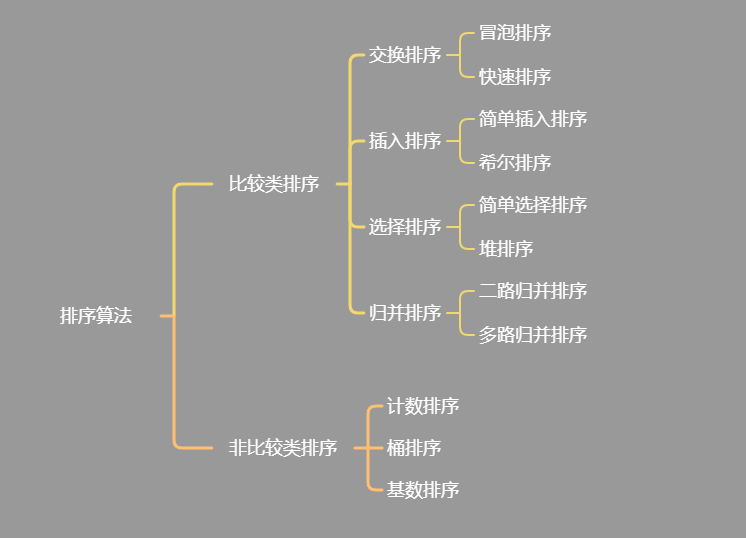 排序算法
比较类排序
交换排序
冒泡排序
快速排序
插入排序
简单插入排序
希尔排序
选择排序
简单选择排序
堆排序
归并排序
二路归并排序
多路归并排序
非比较类排序
计数排序
桶排序
基数排序